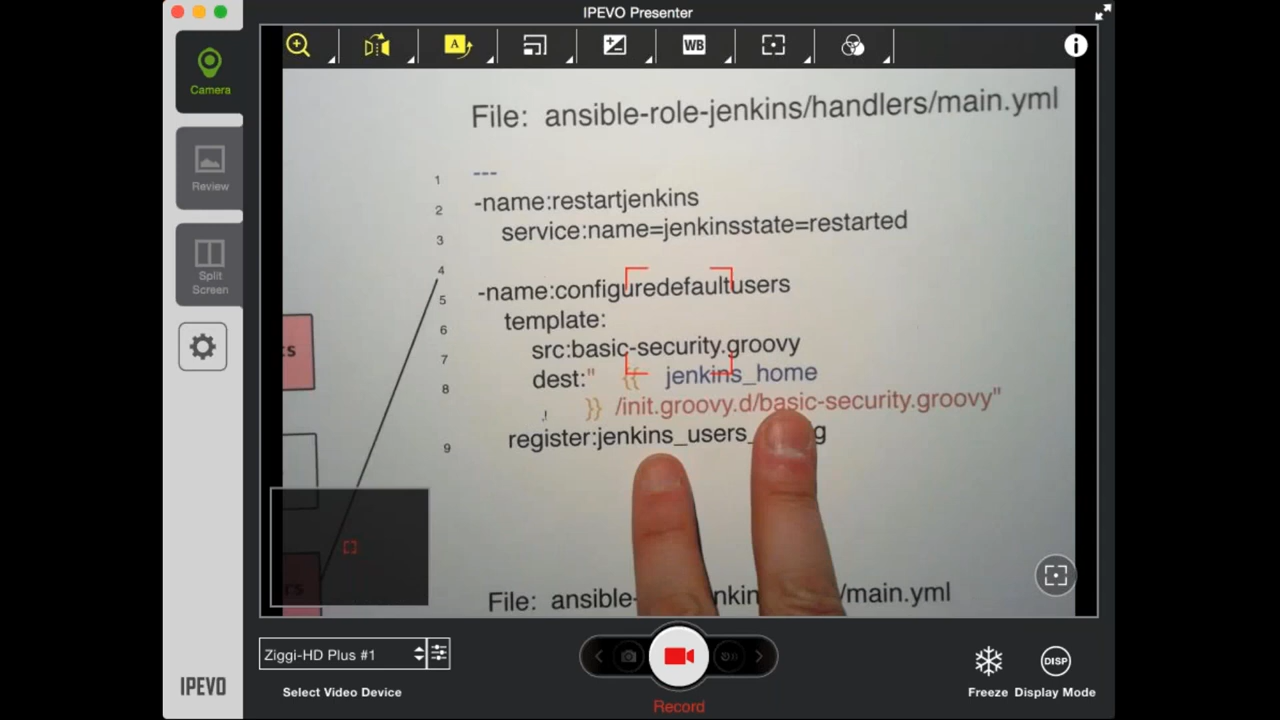 IPEVO Presenter
Camera
Review
Split
Screen
A
WB
i
File: ansible-role-jenkins/handlers/main.yml
1 ---
2 -name:restartjenkins
3 service:name=jenkinsstate=restarted
4
5 -name:configuredefaultusers
6 template:
7 src:basic-security.groovy
8 dest:" {{ jenkins_home
! }} /init.groovy.d/basic-security.groovy"
9 register:jenkins_users_ g
File: ansible- /main.yml
Ziggi-HD Plus #1
Select Video Device
IPEVO
Record
Freeze
DISP
Display Mode